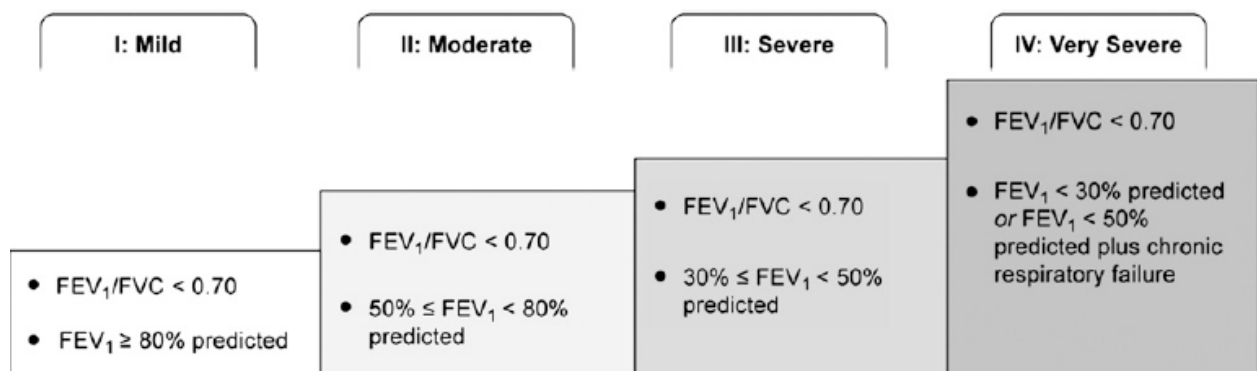 I: Mild
II: Moderate
III: Severe
IV: Very Severe
• FEV₁/FVC < 0.70
• FEV₁ ≥ 80% predicted
• FEV₁/FVC < 0.70
• 50% ≤ FEV₁ < 80%
predicted
• FEV₁/FVC < 0.70
• 30% ≤ FEV₁ < 50%
predicted
• FEV₁/FVC < 0.70
• FEV₁ < 30% predicted
or FEV₁ < 50%
predicted plus chronic
respiratory failure